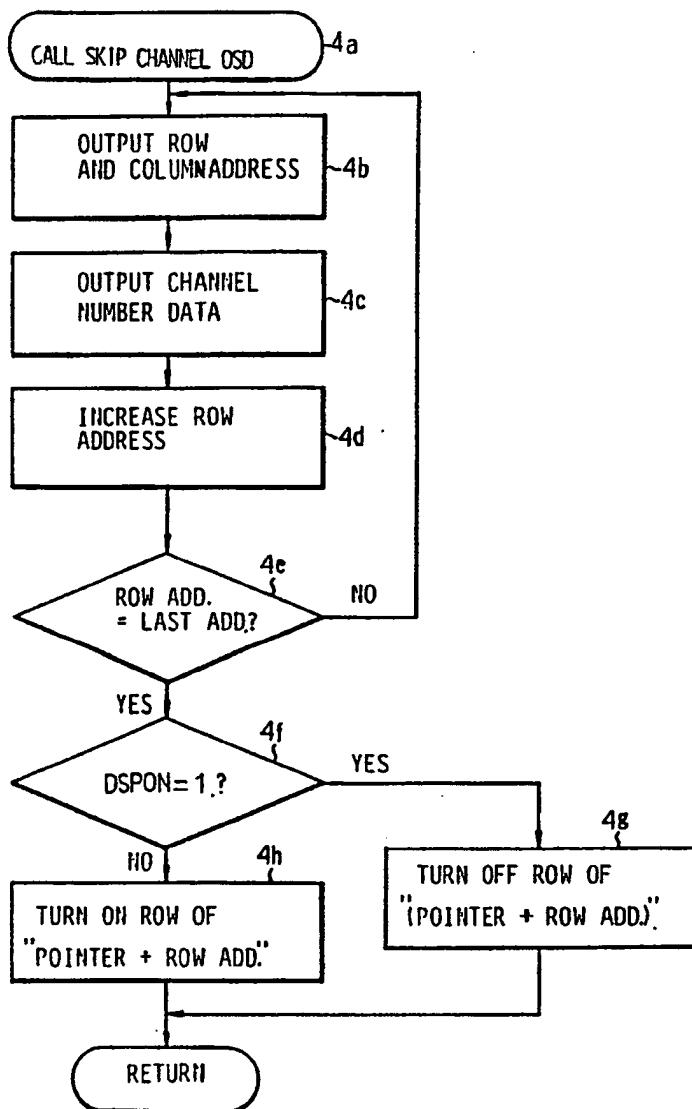 CALL SKIP CHANNEL OSD
4a
OUTPUT ROW
AND COLUMNADDRESS
4b
OUTPUT CHANNEL
NUMBER DATA
4c
INCREASE ROW
ADDRESS
4d
4e
ROW ADD.
= LAST ADD.?
NO
YES
4f
DSPON=1.?
YES
NO
4h
TURN ON ROW OF
"POINTER + ROW ADD."
4g
TURN OFF ROW OF
"(POINTER + ROW ADD.)".
RETURN